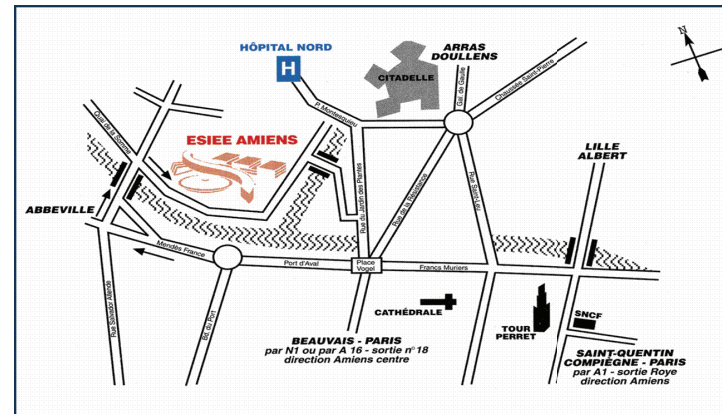 HÔPITAL NORD
H
ARRAS
DOULLENS
N
CITADELLE
Gal. de Gaulle
Chaussée Saint-Pierre
P. Montesquieu
Quai de la Somme
ESIEE AMIENS
LILLE
ALBERT
Rue du Jardin des Plantes
Rue de la Résistance
Rue Saint-Leu
ABBEVILLE
Mendès France
Port d'Aval
Place
Vogel
Francs Muriers
Rue Salvador Allende
Bd. du Port
CATHÉDRALE
TOUR
PERRET
SNCF
BEAUVAIS - PARIS
par N1 ou par A 16 - sortie n°18
direction Amiens centre
SAINT-QUENTIN
COMPIÈGNE - PARIS
par A1 - sortie Roye
direction Amiens